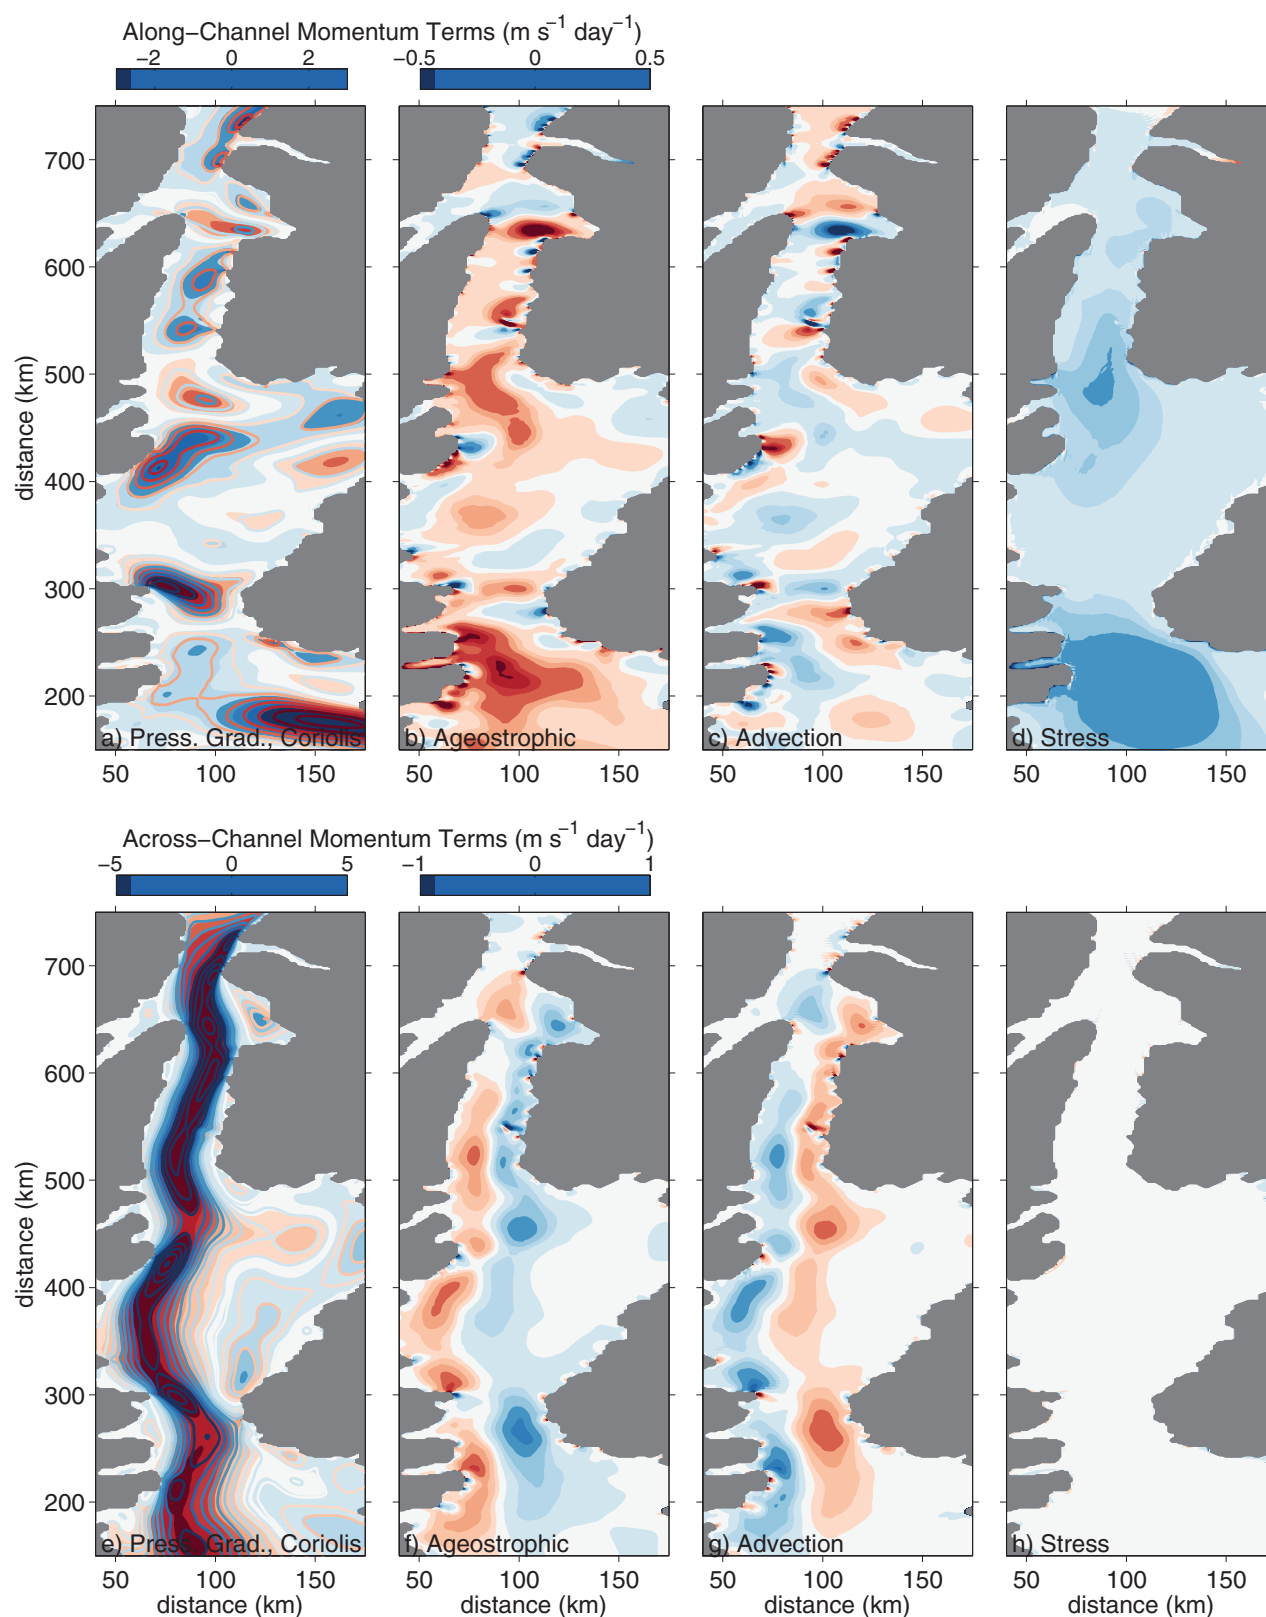 Along−Channel Momentum Terms (m s−1 day−1)
−2 0 2 −0.5 0 0.5
700
600
500
400
300
200
distance (km)
a) Press. Grad., Coriolis b) Ageostrophic c) Advection d) Stress
50 100 150 50 100 150 50 100 150 50 100 150
Across−Channel Momentum Terms (m s−1 day−1)
−5 0 5 −1 0 1
700
600
500
400
300
200
distance (km)
e) Press. Grad., Coriolis f) Ageostrophic g) Advection h) Stress
50 100 150 50 100 150 50 100 150 50 100 150
distance (km) distance (km) distance (km) distance (km)